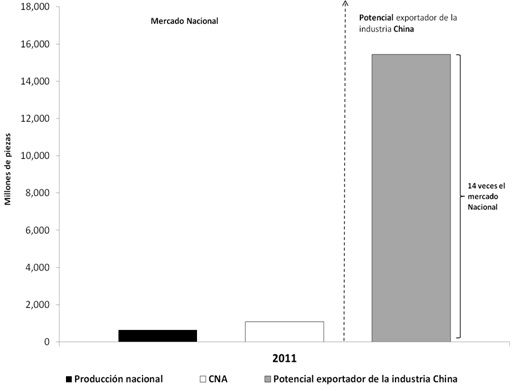 Mercado Nacional
Potencial exportador de la
industria China
18,000
16,000
14,000
12,000
10,000
8,000
6,000
4,000
2,000
0
Millones de piezas
14 veces el
mercado
Nacional
2011
Producción nacional
CNA
Potencial exportador de la industria China